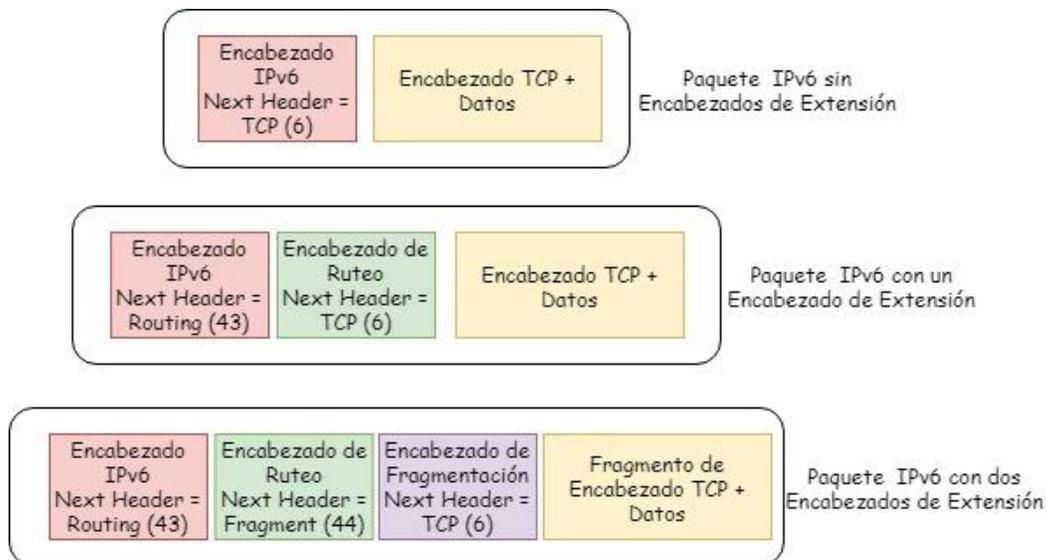 Encabezado
IPv6
Next Header =
TCP (6)
Encabezado TCP +
Datos
Paquete IPv6 sin
Encabezados de Extensión
Encabezado
IPv6
Next Header =
Routing (43)
Encabezado de
Ruteo
Next Header =
TCP (6)
Encabezado TCP +
Datos
Paquete IPv6 con un
Encabezado de Extensión
Encabezado
IPv6
Next Header =
Routing (43)
Encabezado de
Ruteo
Next Header =
Fragment (44)
Encabezado de
Fragmentación
Next Header =
TCP (6)
Fragmento de
Encabezado TCP +
Datos
Paquete IPv6 con dos
Encabezados de Extensión